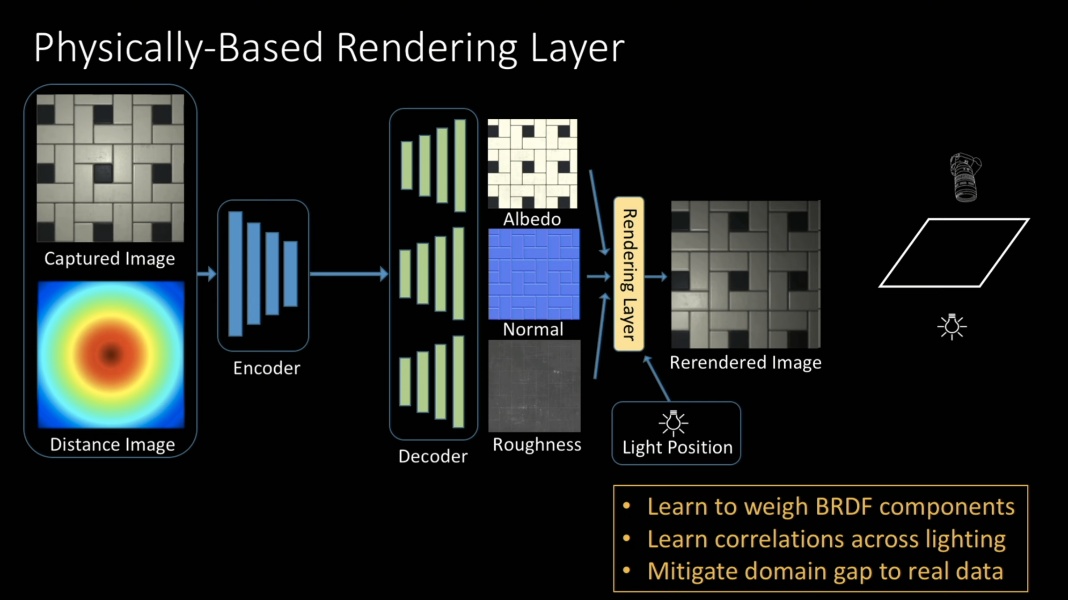 Physically-Based Rendering Layer
Captured Image
Distance Image
Encoder
Decoder
Albedo
Normal
Roughness
Rendering Layer
Light Position
Rerendered Image
• Learn to weigh BRDF components
• Learn correlations across lighting
• Mitigate domain gap to real data